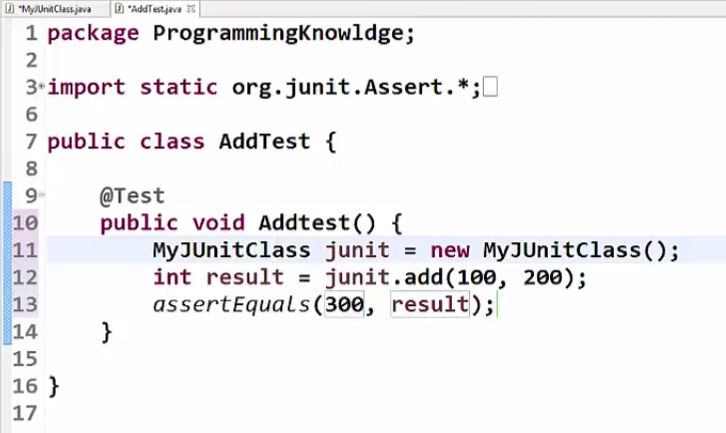 *MyJUnitClass.java *AddTest.java
1 package ProgrammingKnowldge;
2
3 import static org.junit.Assert.*;
6
7 public class AddTest {
8
9 @Test
10 public void Addtest() {
11 MyJUnitClass junit = new MyJUnitClass();
12 int result = junit.add(100, 200);
13 assertEquals(300, result);
14 }
15
16 }
17